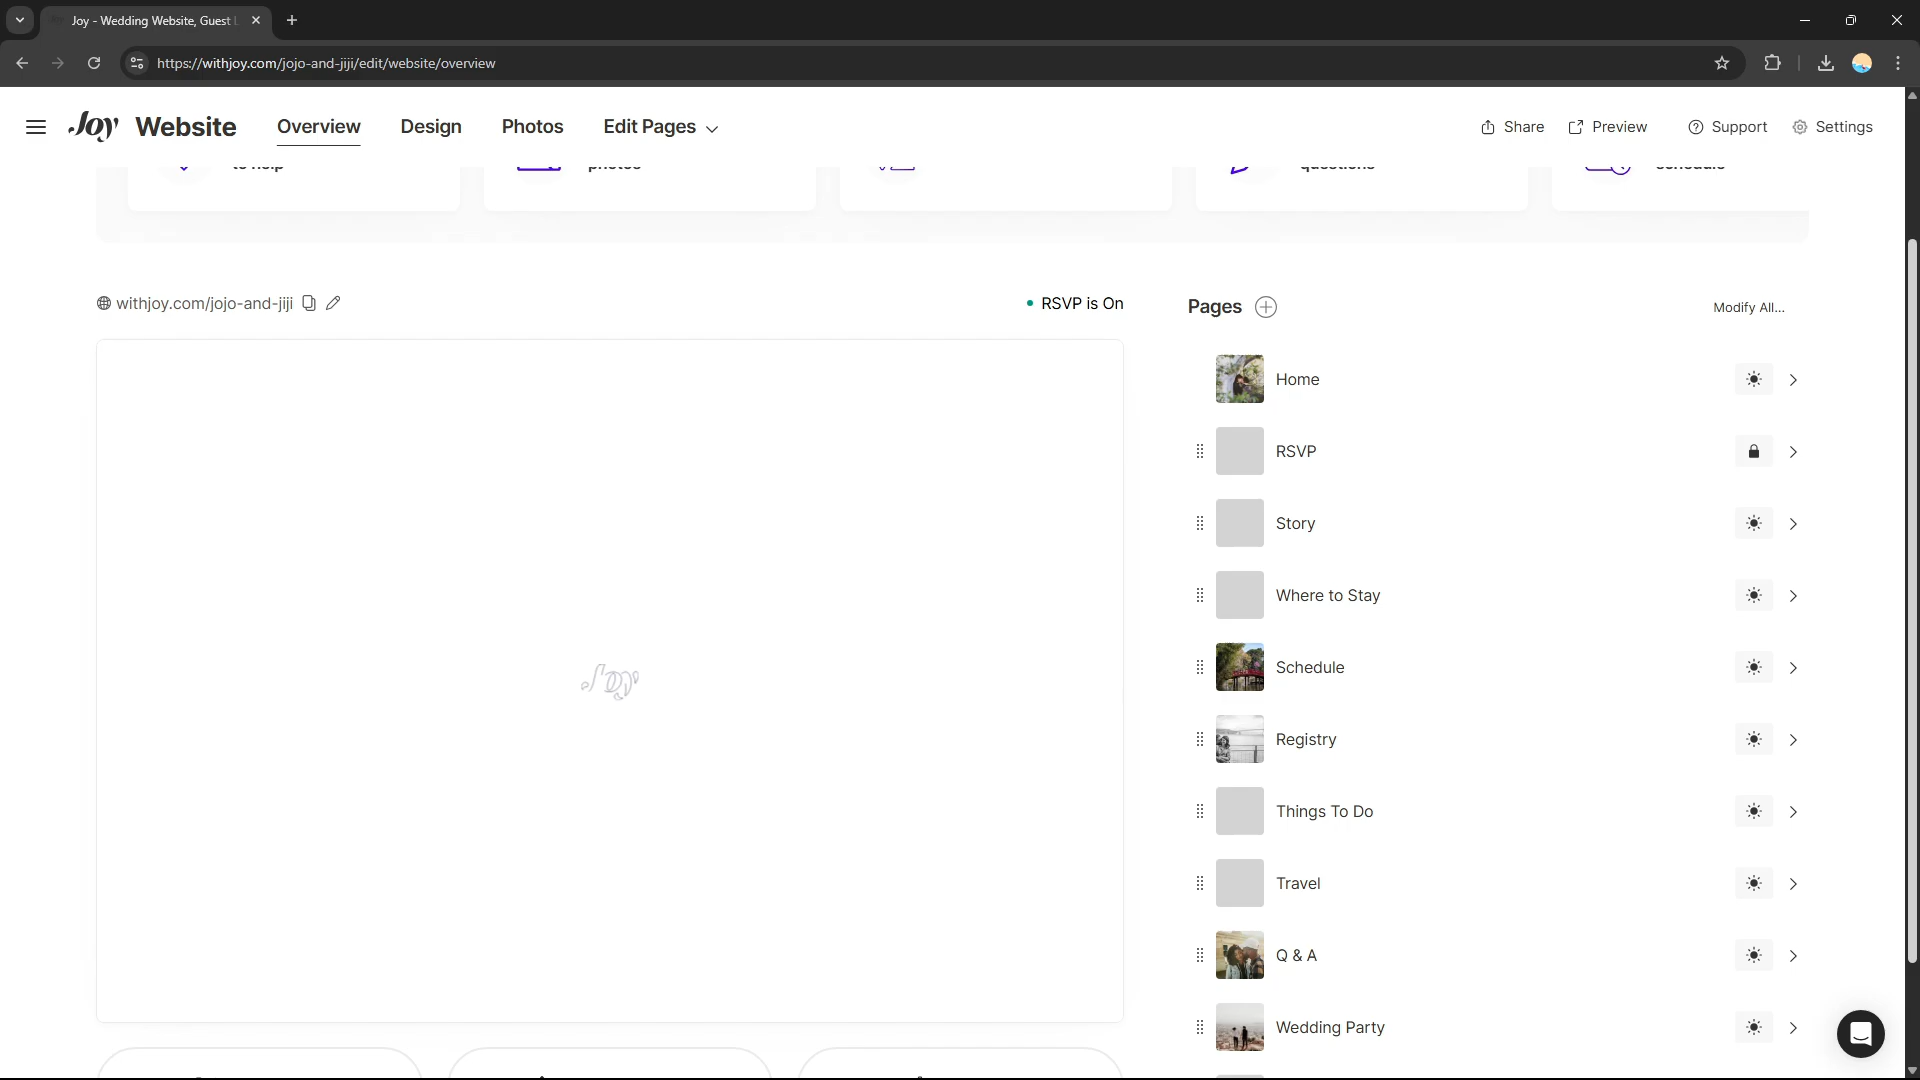 Joy - Wedding Website, Guest L
https://withjoy.com/jojo-and-jiji/edit/website/overview
Joy Website Overview Design Photos Edit Pages Share Preview Support Settings
to help photos questions schedule
withjoy.com/jojo-and-jiji RSVP is On
Pages Modify All...
Home
RSVP
Story
Where to Stay
Schedule
Joy
Registry
Things To Do
Travel
Q & A
Wedding Party